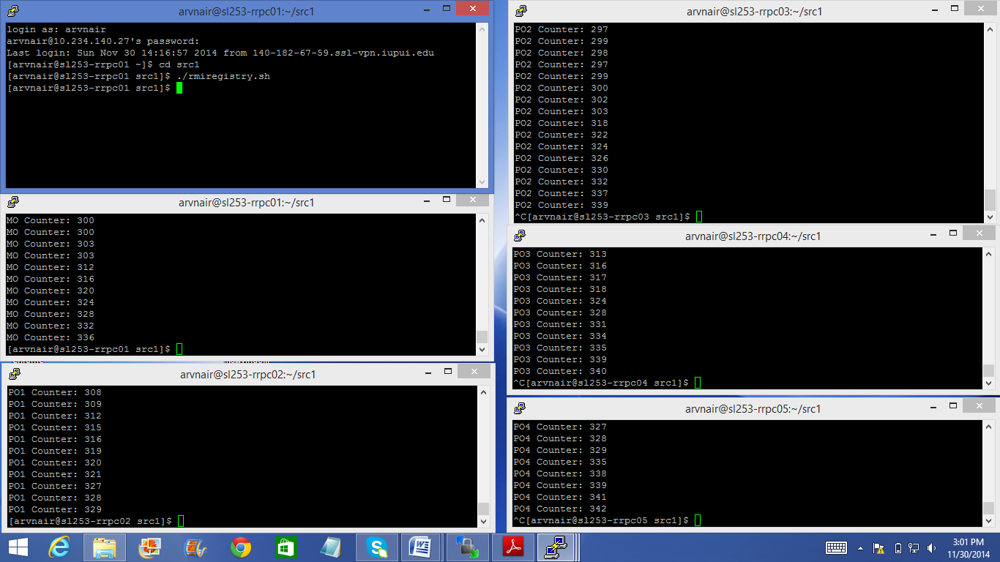 arvnair@sl253-rrpc01:~/src1
login as: arvnair
arvnair@10.234.140.27's password:
Last login: Sun Nov 30 14:16:57 2014 from 140-182-67-59.ssl-vpn.iupui.edu
[arvnair@sl253-rrpc01 ~]$ cd src1
[arvnair@sl253-rrpc01 src1]$ ./rmiregistry.sh
[arvnair@sl253-rrpc01 src1]$
arvnair@sl253-rrpc01:~/src1
MO Counter: 300
MO Counter: 300
MO Counter: 303
MO Counter: 303
MO Counter: 312
MO Counter: 316
MO Counter: 320
MO Counter: 324
MO Counter: 328
MO Counter: 332
MO Counter: 336
[arvnair@sl253-rrpc01 src1]$
arvnair@sl253-rrpc02:~/src1
PO1 Counter: 308
PO1 Counter: 309
PO1 Counter: 312
PO1 Counter: 315
PO1 Counter: 316
PO1 Counter: 319
PO1 Counter: 320
PO1 Counter: 321
PO1 Counter: 327
PO1 Counter: 328
PO1 Counter: 329
[arvnair@sl253-rrpc02 src1]$
arvnair@sl253-rrpc03:~/src1
PO2 Counter: 297
PO2 Counter: 299
PO2 Counter: 298
PO2 Counter: 297
PO2 Counter: 299
PO2 Counter: 300
PO2 Counter: 302
PO2 Counter: 303
PO2 Counter: 318
PO2 Counter: 322
PO2 Counter: 324
PO2 Counter: 326
PO2 Counter: 330
PO2 Counter: 332
PO2 Counter: 337
PO2 Counter: 339
^C[arvnair@sl253-rrpc03 src1]$
arvnair@sl253-rrpc04:~/src1
PO3 Counter: 313
PO3 Counter: 316
PO3 Counter: 317
PO3 Counter: 318
PO3 Counter: 324
PO3 Counter: 328
PO3 Counter: 331
PO3 Counter: 334
PO3 Counter: 335
PO3 Counter: 339
PO3 Counter: 340
^C[arvnair@sl253-rrpc04 src1]$
arvnair@sl253-rrpc05:~/src1
PO4 Counter: 327
PO4 Counter: 328
PO4 Counter: 329
PO4 Counter: 335
PO4 Counter: 338
PO4 Counter: 339
PO4 Counter: 341
PO4 Counter: 342
^C[arvnair@sl253-rrpc05 src1]$
3:01 PM
11/30/2014